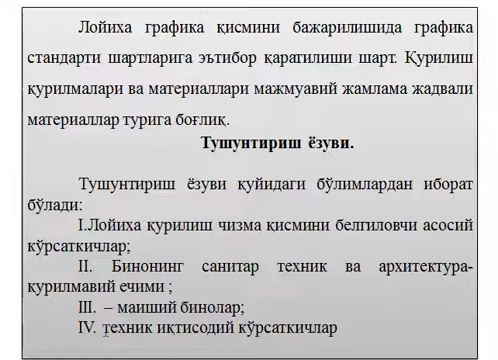 Лойиха графика қисмини бажарилишида графика
стандарти шартларига эътибор қаратилиши шарт. Қурилиш
қурилмалари ва материаллари мажмуавий жамлама жадвали
материаллар турига боғлиқ.
Тушунтириш ёзуви.
Тушунтириш ёзуви қуйидаги бўлимлардан иборат
бўлади:
I.Лойиха қурилиш чизма қисмини белгиловчи асосий
кўрсаткичлар;
II. Бинонинг санитар техник ва архитектура-
қурилмавий ечими ;
III. – маиший бинолар;
IV. техник иқтисодий кўрсаткичлар